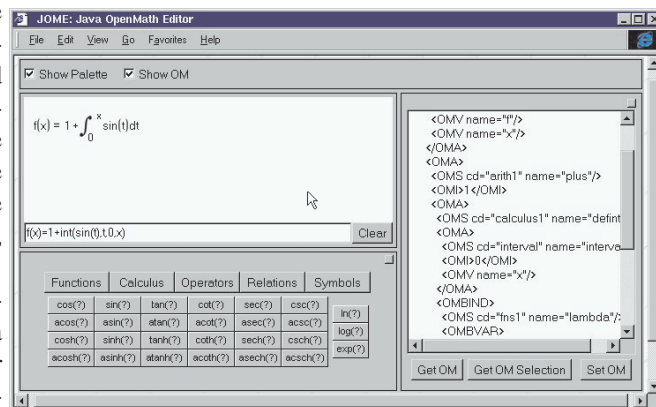 JOME: Java OpenMath Editor
File Edit View Go Favorites Help
Show Palette Show OM
f(x) = 1+∫₀ˣ sin(t)dt
f(x)=1+int(sin(t),t,0,x) Clear
Functions Calculus Operators Relations Symbols
cos(?) sin(?) tan(?) cot(?) sec(?) csc(?)
acos(?) asin(?) atan(?) acot(?) asec(?) acsc(?)
cosh(?) sinh(?) tanh(?) coth(?) sech(?) csch(?)
acosh(?) asinh(?) atanh(?) acoth(?) asech(?) acsch(?)
ln(?)
log(?)
exp(?)
<OMV name="f"/>
<OMV name="x"/>
</OMA>
<OMA>
<OMS cd="arith1" name="plus"/>
<OMI>1</OMI>
<OMA>
<OMS cd="calculus1" name="defint
<OMA>
<OMS cd="interval" name="interva
<OMI>0</OMI>
<OMV name="x"/>
</OMA>
<OMBIND>
<OMS cd="fns1" name="lambda"/>
<OMBVAR>
Get OM Get OM Selection Set OM